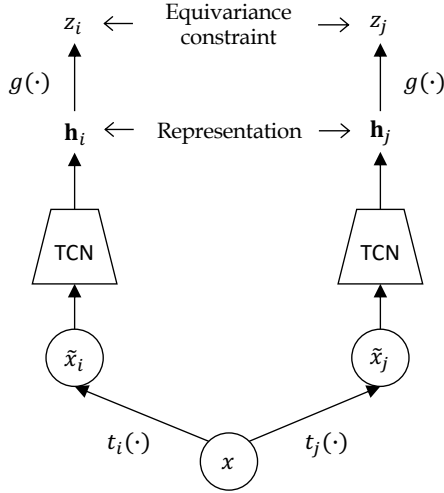 z_i Equivariance constraint z_j
g(·) g(·)
𝐡_i Representation 𝐡_j
TCN TCN
x̃_i x̃_j
t_i(·) t_j(·)
x